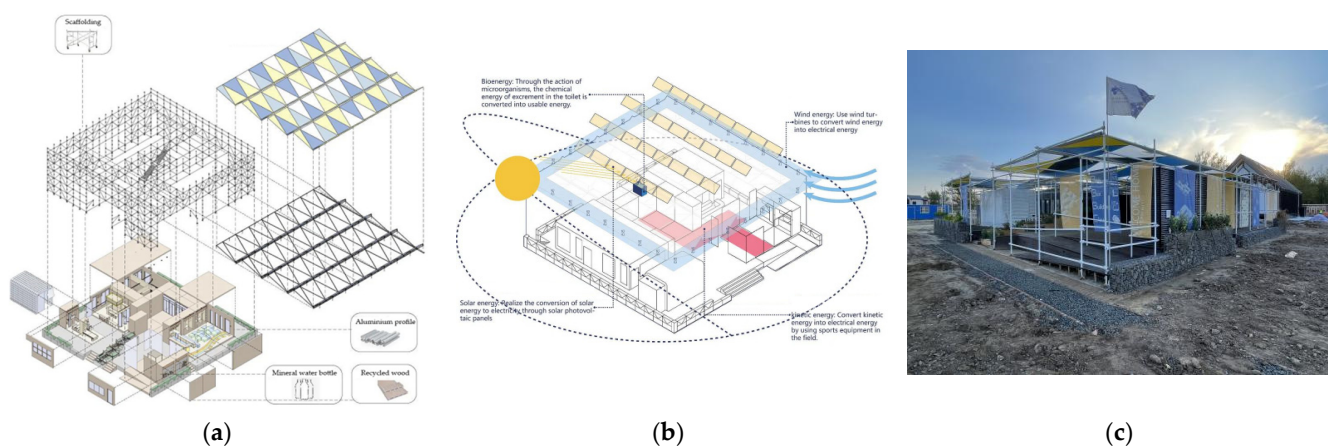 Scaffolding
Aluminium profile
Mineral water bottle
Recycled wood
(a)
Bioenergy: Through the action of
microorganisms, the chemical
energy of excrement in the toilet is
converted into usable energy.
Wind energy: Use wind tur-
bines to convert wind energy
into electrical energy
Solar energy: Realize the conversion of solar
energy to electricity through solar photovol-
taic panels
kinetic energy: Convert kinetic
energy into electrical energy
by using sports equipment in
the field.
(b)
(c)